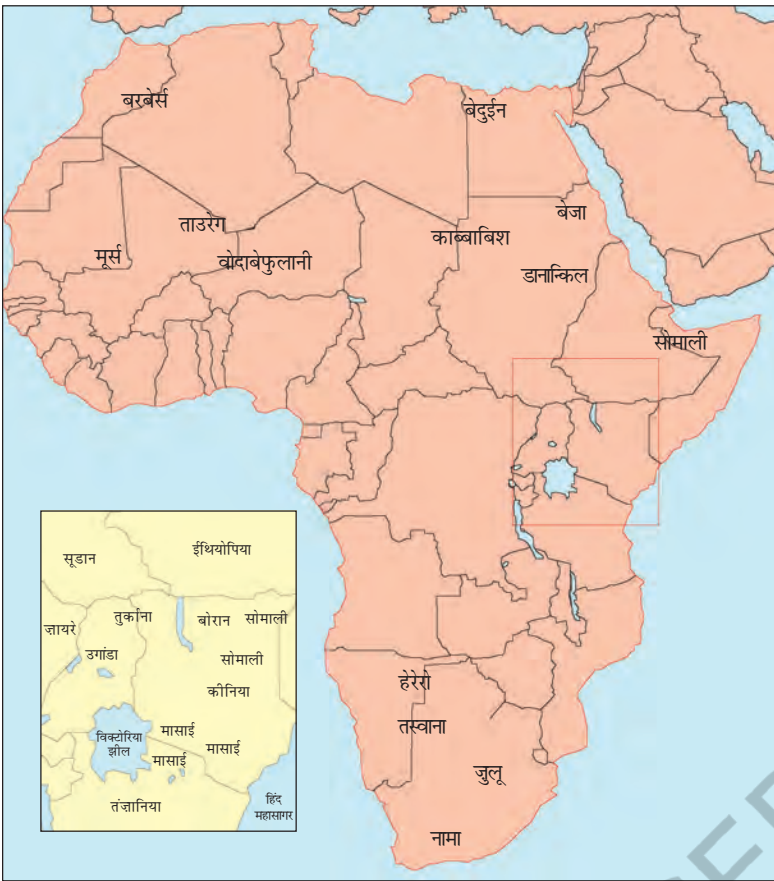 बरबेर्स
बेदुईन
ताउरेग
बेजा
मूर्स
वोदाबेफुलानी
काब्बाबिश
डानान्किल
सोमाली
हेरेरो
तस्वाना
ज़ुलू
नामा
सूडान
ईथियोपिया
ज़ायरे
तुर्काना
बोरान
सोमाली
उगांडा
सोमाली
कीनिया
विक्टोरिया
झील
मासाई
मासाई
मासाई
तंज़ानिया
हिंद
महासागर